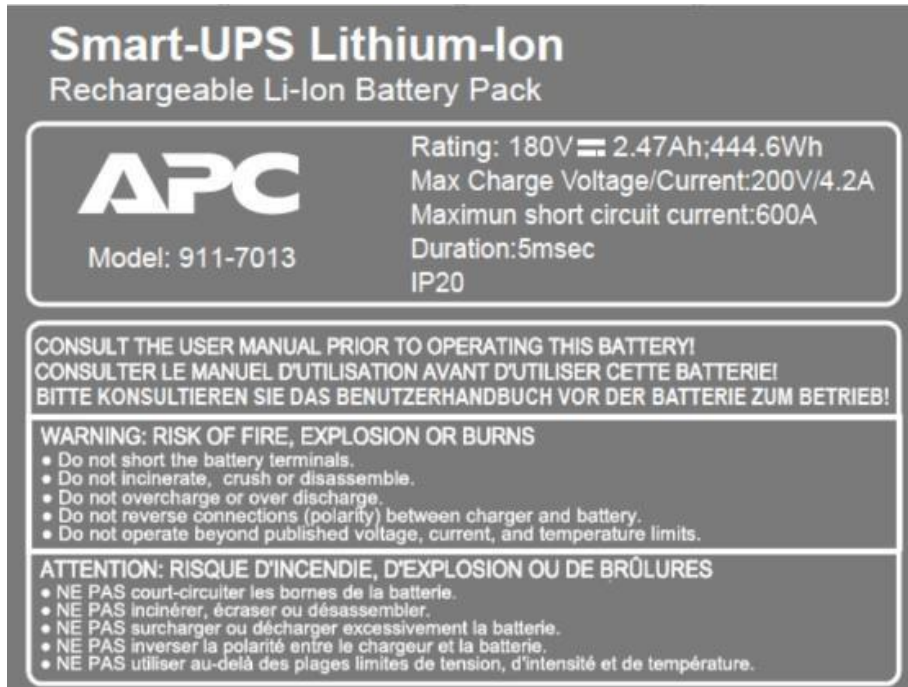 Smart-UPS Lithium-Ion
Rechargeable Li-Ion Battery Pack
APC
Model: 911-7013
Rating: 180V⎓2.47Ah;444.6Wh
Max Charge Voltage/Current:200V/4.2A
Maximun short circuit current:600A
Duration:5msec
IP20
CONSULT THE USER MANUAL PRIOR TO OPERATING THIS BATTERY!
CONSULTER LE MANUEL D'UTILISATION AVANT D'UTILISER CETTE BATTERIE!
BITTE KONSULTIEREN SIE DAS BENUTZERHANDBUCH VOR DER BATTERIE ZUM BETRIEB!
WARNING: RISK OF FIRE, EXPLOSION OR BURNS
● Do not short the battery terminals.
● Do not incinerate, crush or disassemble.
● Do not overcharge or over discharge.
● Do not reverse connections (polarity) between charger and battery.
● Do not operate beyond published voltage, current, and temperature limits.
ATTENTION: RISQUE D'INCENDIE, D'EXPLOSION OU DE BRÛLURES
● NE PAS court-circuiter les bornes de la batterie.
● NE PAS incinérer, écraser ou désassembler.
● NE PAS surcharger ou décharger excessivement la batterie.
● NE PAS inverser la polarité entre le chargeur et la batterie.
● NE PAS utiliser au-delà des plages limites de tension, d'intensité et de température.